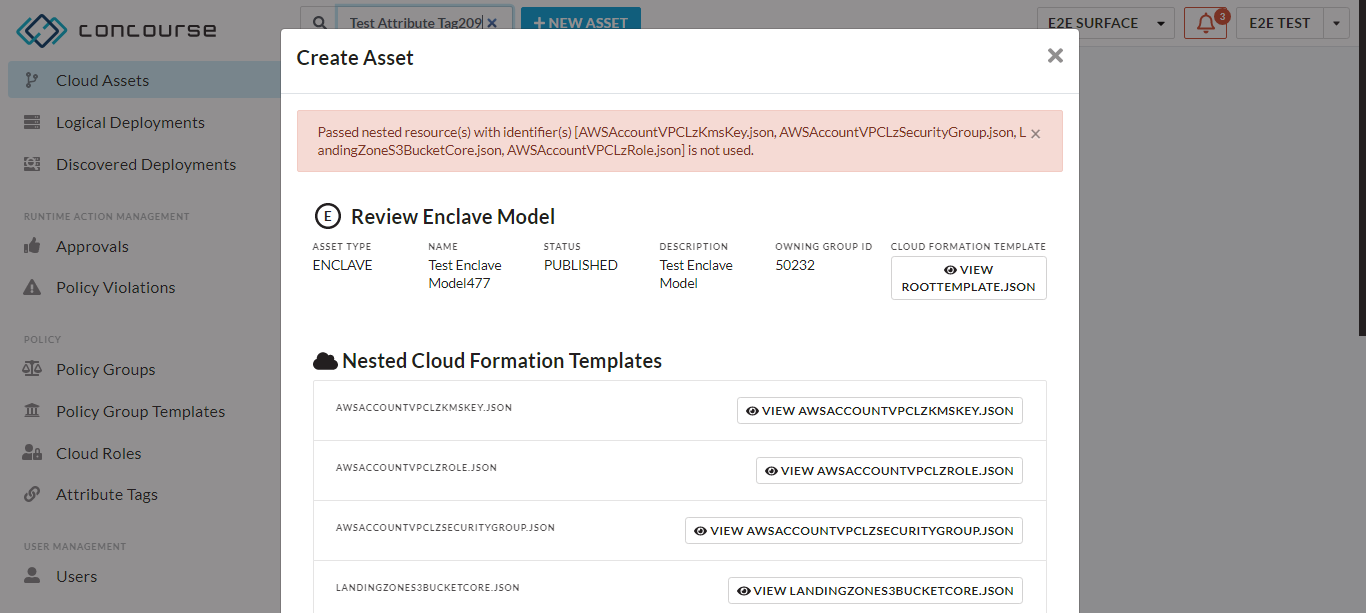 concourse
Test Attribute Tag209
+ NEW ASSET
E2E SURFACE
3
E2E TEST
Cloud Assets
Logical Deployments
Discovered Deployments
RUNTIME ACTION MANAGEMENT
Approvals
Policy Violations
POLICY
Policy Groups
Policy Group Templates
Cloud Roles
Attribute Tags
USER MANAGEMENT
Users
Create Asset
Passed nested resource(s) with identifier(s) [AWSAccountVPCLzKmsKey.json, AWSAccountVPCLzSecurityGroup.json, L
andingZoneS3BucketCore.json, AWSAccountVPCLzRole.json] is not used.
E Review Enclave Model
ASSET TYPE NAME STATUS DESCRIPTION OWNING GROUP ID CLOUD FORMATION TEMPLATE
ENCLAVE Test Enclave PUBLISHED Test Enclave 50232 VIEW
Model477 Model ROOTTEMPLATE.JSON
Nested Cloud Formation Templates
AWSACCOUNTVPCLZKMSKEY.JSON VIEW AWSACCOUNTVPCLZKMSKEY.JSON
AWSACCOUNTVPCLZROLE.JSON VIEW AWSACCOUNTVPCLZROLE.JSON
AWSACCOUNTVPCLZSECURITYGROUP.JSON VIEW AWSACCOUNTVPCLZSECURITYGROUP.JSON
LANDINGZONES3BUCKETCORE.JSON VIEW LANDINGZONES3BUCKETCORE.JSON